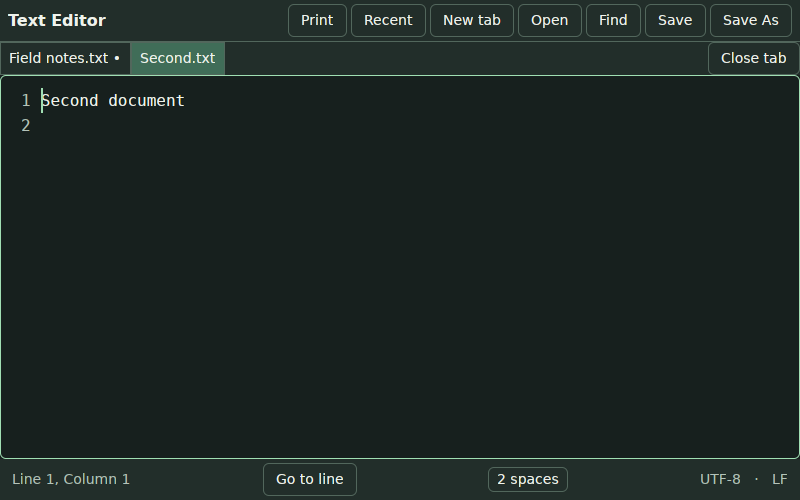 Text Editor Print Recent New tab Open Find Save Save As
Field notes.txt • Second.txt Close tab
1 Second document
2
Line 1, Column 1 Go to line 2 spaces UTF-8 · LF